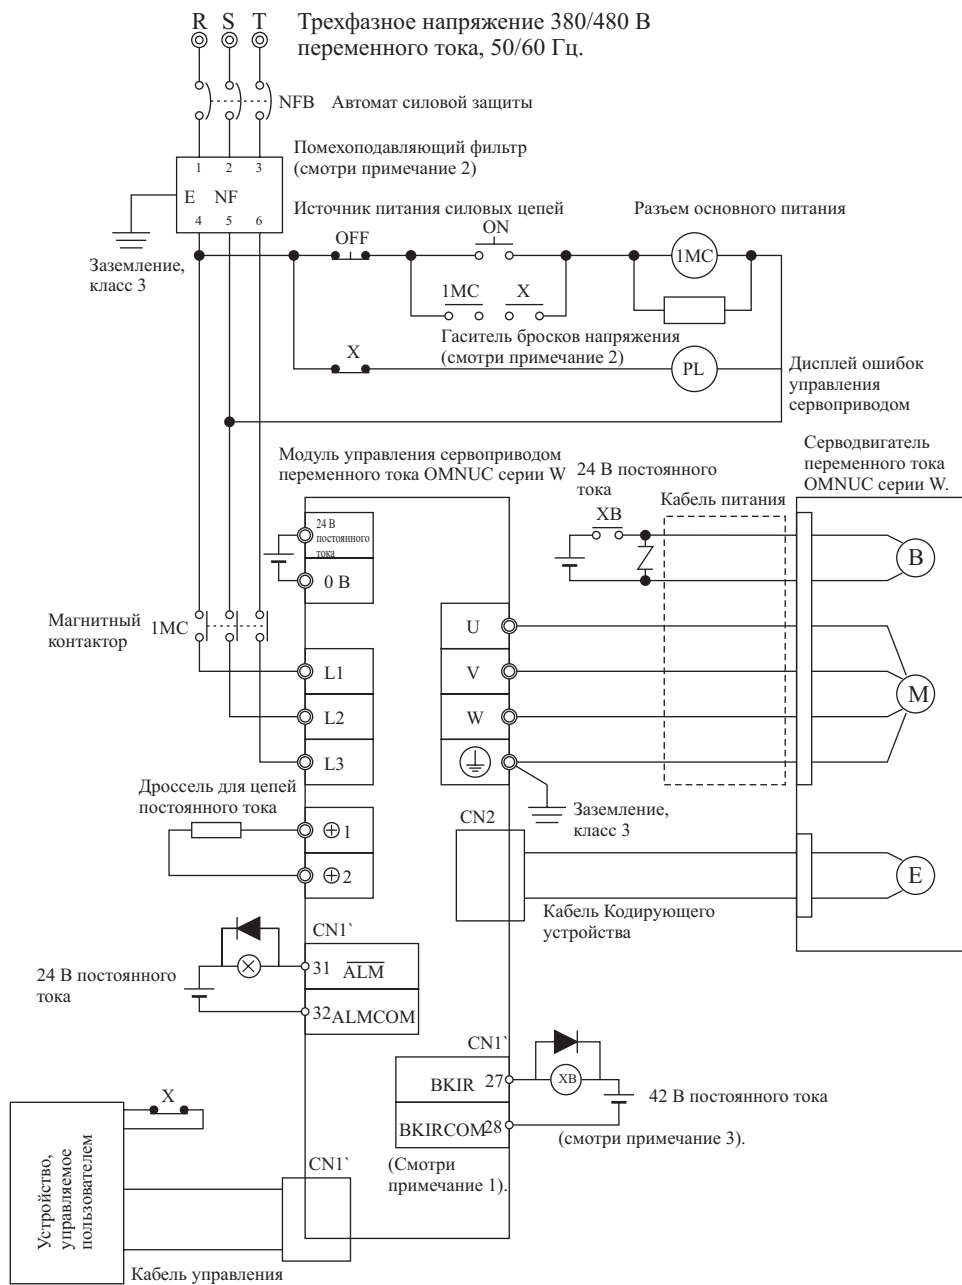 R S T
Трехфазное напряжение 380/480 В
переменного тока, 50/60 Гц.
NFB Автомат силовой защиты
Помехоподавляющий фильтр
(смотри примечание 2)
1 2 3
E NF
4 5 6
Заземление,
класс 3
Источник питания силовых цепей
Разъем основного питания
OFF
ON
1MC
1MC
X
Гаситель бросков напряжения
(смотри примечание 2)
X
PL
Дисплей ошибок
управления
сервоприводом
Модуль управления сервоприводом
переменного тока OMNUC серии W
24 В постоянного
тока
Кабель питания
Серводвигатель
переменного тока
OMNUC серии W.
24 В
постоянного
тока
0 В
XB
B
Магнитный
контактор
1MC
U
V
W
M
L1
L2
L3
Дроссель для цепей
постоянного тока
1
2
Заземление,
класс 3
CN2
E
Кабель Кодирующего
устройства
CN1`
24 В постоянного
тока
31 ALM
32 ALMCOM
CN1`
BKIR 27
BKIRCOM 28
XB
42 В постоянного тока
(смотри примечание 3).
(Смотри
примечание 1).
X
Устройство,
управляемое
пользователем
CN1`
Кабель управления